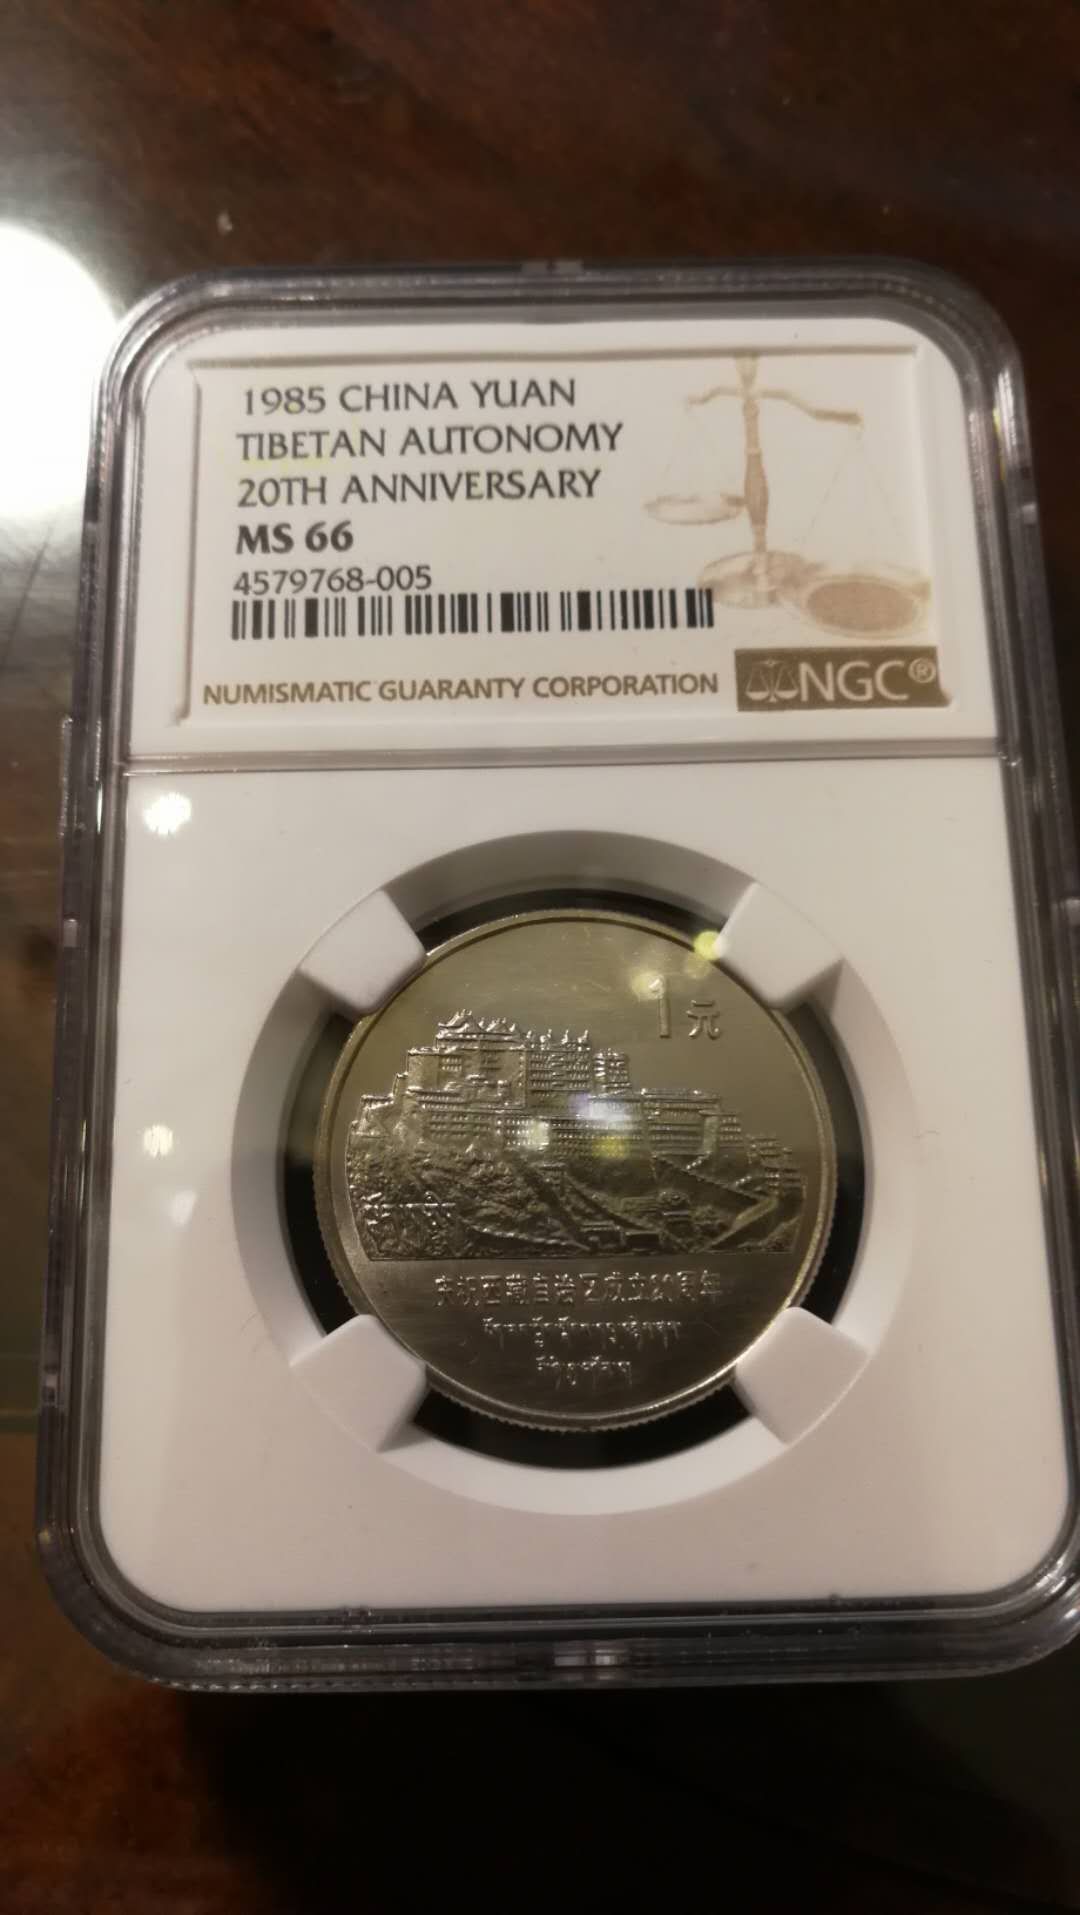 1985 CHINA YUAN
TIBETAN AUTONOMY
20TH ANNIVERSARY
MS 66
4579768-005
NUMISMATIC GUARANTY CORPORATION NGC®
1元
庆祝西藏自治区成立20周年